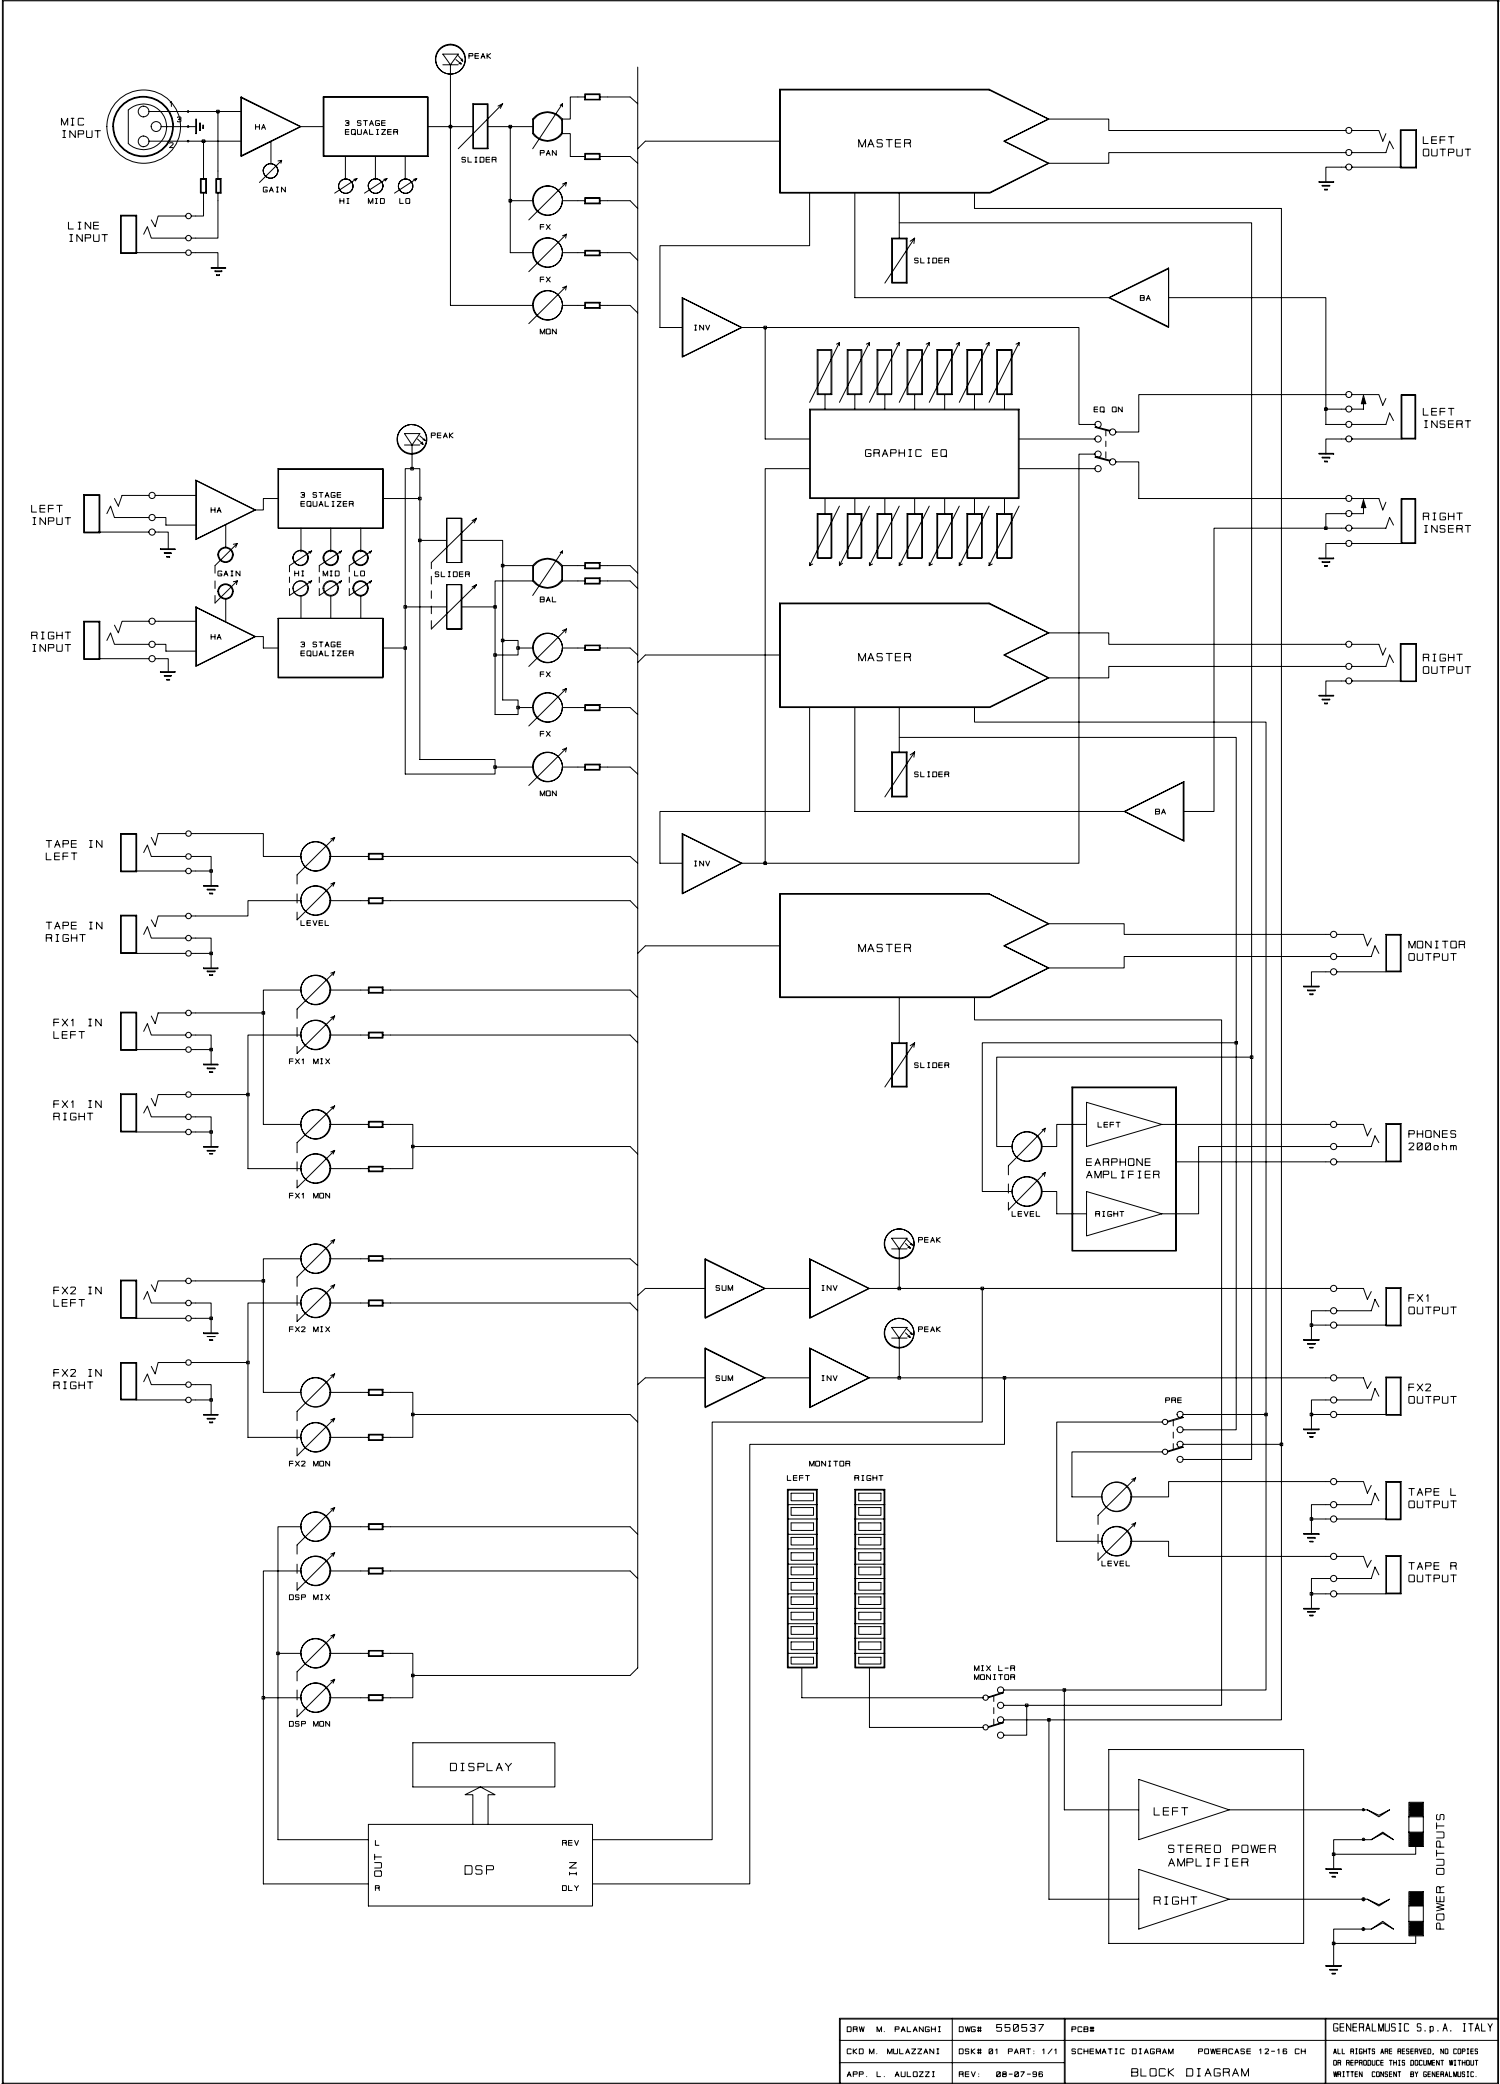 PEAK
MIC
INPUT
1
3
2
HA
GAIN
3 STAGE
EQUALIZER
HI
MID
LO
SLIDER
PAN
FX
FX
MON
LINE
INPUT
MASTER
SLIDER
LEFT
OUTPUT
BA
INV
GRAPHIC EQ
EQ ON
LEFT
INSERT
RIGHT
INSERT
PEAK
LEFT
INPUT
HA
GAIN
3 STAGE
EQUALIZER
HI
MID
LO
SLIDER
BAL
RIGHT
INPUT
HA
3 STAGE
EQUALIZER
FX
FX
MON
MASTER
SLIDER
RIGHT
OUTPUT
BA
INV
TAPE IN
LEFT
LEVEL
TAPE IN
RIGHT
MASTER
SLIDER
MONITOR
OUTPUT
FX1 IN
LEFT
FX1 MIX
FX1 IN
RIGHT
FX1 MON
LEFT
EARPHONE
AMPLIFIER
RIGHT
LEVEL
PHONES
200ohm
FX2 IN
LEFT
FX2 MIX
FX2 IN
RIGHT
FX2 MON
SUM
INV
PEAK
FX1
OUTPUT
SUM
INV
PEAK
FX2
OUTPUT
PRE
LEVEL
TAPE L
OUTPUT
TAPE R
OUTPUT
MONITOR
LEFT
RIGHT
DSP MIX
DSP MON
MIX L-R
MONITOR
DISPLAY
L
OUT
R
DSP
REV
IN
DLY
LEFT
STEREO POWER
AMPLIFIER
RIGHT
POWER OUTPUTS
DRW M. PALANGHI
DWG# 550537
PCB#
GENERALMUSIC S.p.A. ITALY
CKD M. MULAZZANI
DSK# 01 PART: 1/1
SCHEMATIC DIAGRAM POWERCASE 12-16 CH
APP. L. AULOZZI
REV: 08-07-96
BLOCK DIAGRAM
ALL RIGHTS ARE RESERVED, NO COPIES
OR REPRODUCE THIS DOCUMENT WITHOUT
WRITTEN CONSENT BY GENERALMUSIC.